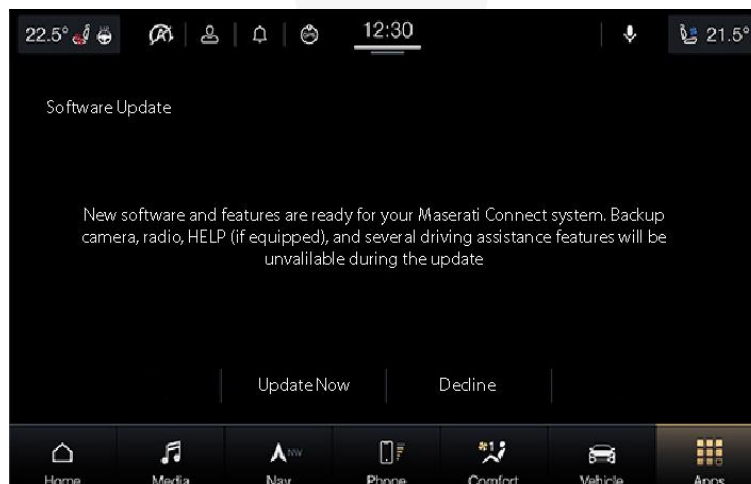 22.5°
12:30
21.5°
Software Update
New software and features are ready for your Maserati Connect system. Backup
camera, radio, HELP (if equipped), and several driving assistance features will be
unvalilable during the update
Update Now
Decline
NW
1
Home
Media
Nav
Phone
Comfort
Vehicle
Apps